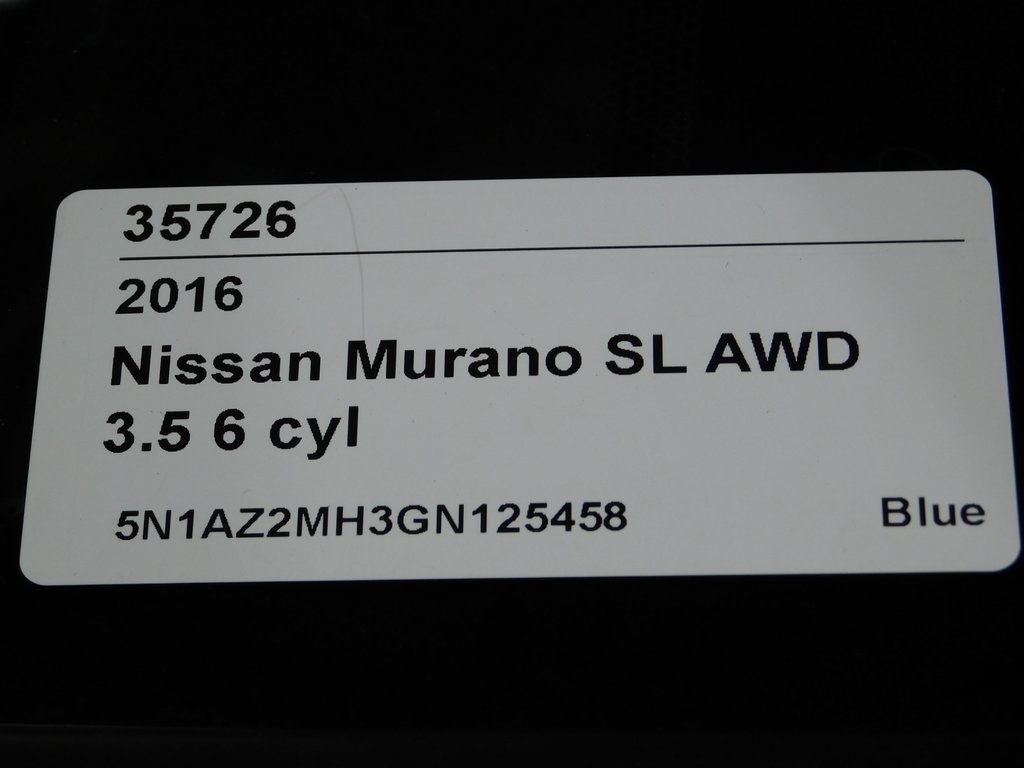 35726
2016
Nissan Murano SL AWD
3.5 6 cyl
5N1AZ2MH3GN125458 Blue